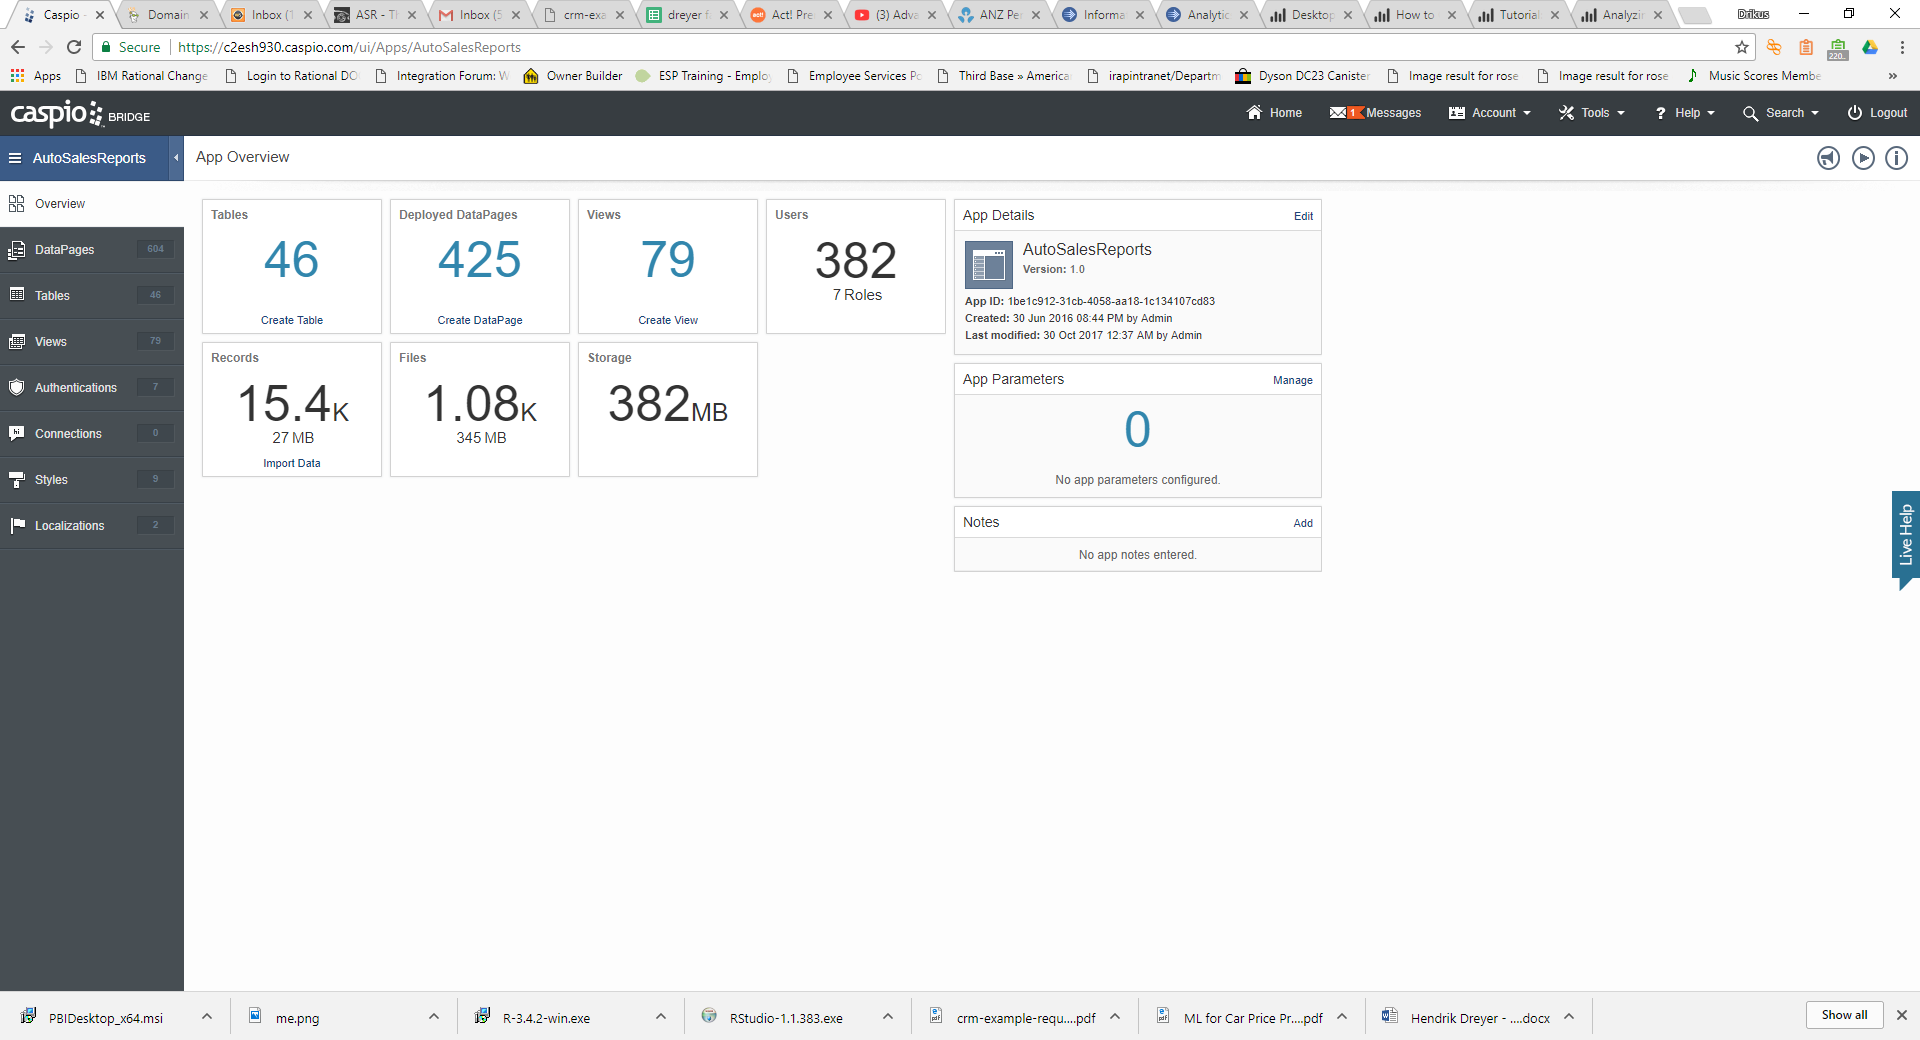 Caspio -
Domain
Inbox (1
ASR - Th
Inbox (5
crm-exa
dreyer f
Act! Pre
(3) Adva
ANZ Pe
Informa
Analytic
Desktop
How to
Tutorial
Analyzi
Drikus
Secure
https://c2esh930.caspio.com/ui/Apps/AutoSalesReports
220..
Apps
IBM Rational Change
Login to Rational DO
Integration Forum: W
Owner Builder
ESP Training - Employ
Employee Services Po
Third Base » America
irapintranet/Departm
Dyson DC23 Canister
Image result for rose
Image result for rose
Music Scores Membe
»
caspio BRIDGE
Home
1 Messages
Account
Tools
? Help
Search
Logout
AutoSalesReports
App Overview
Overview
DataPages 604
Tables 46
Views 79
Authentications 7
Connections 0
Styles 9
Localizations 2
Tables
46
Create Table
Deployed DataPages
425
Create DataPage
Views
79
Create View
Users
382
7 Roles
Records
15.4K
27 MB
Import Data
Files
1.08K
345 MB
Storage
382MB
App Details Edit
AutoSalesReports
Version: 1.0
App ID: 1be1c912-31cb-4058-aa18-1c134107cd83
Created: 30 Jun 2016 08:44 PM by Admin
Last modified: 30 Oct 2017 12:37 AM by Admin
App Parameters Manage
0
No app parameters configured.
Notes Add
No app notes entered.
Live Help
PBIDesktop_x64.msi
me.png
R-3.4.2-win.exe
RStudio-1.1.383.exe
crm-example-requ....pdf
ML for Car Price Pr....pdf
Hendrik Dreyer - ....docx
Show all